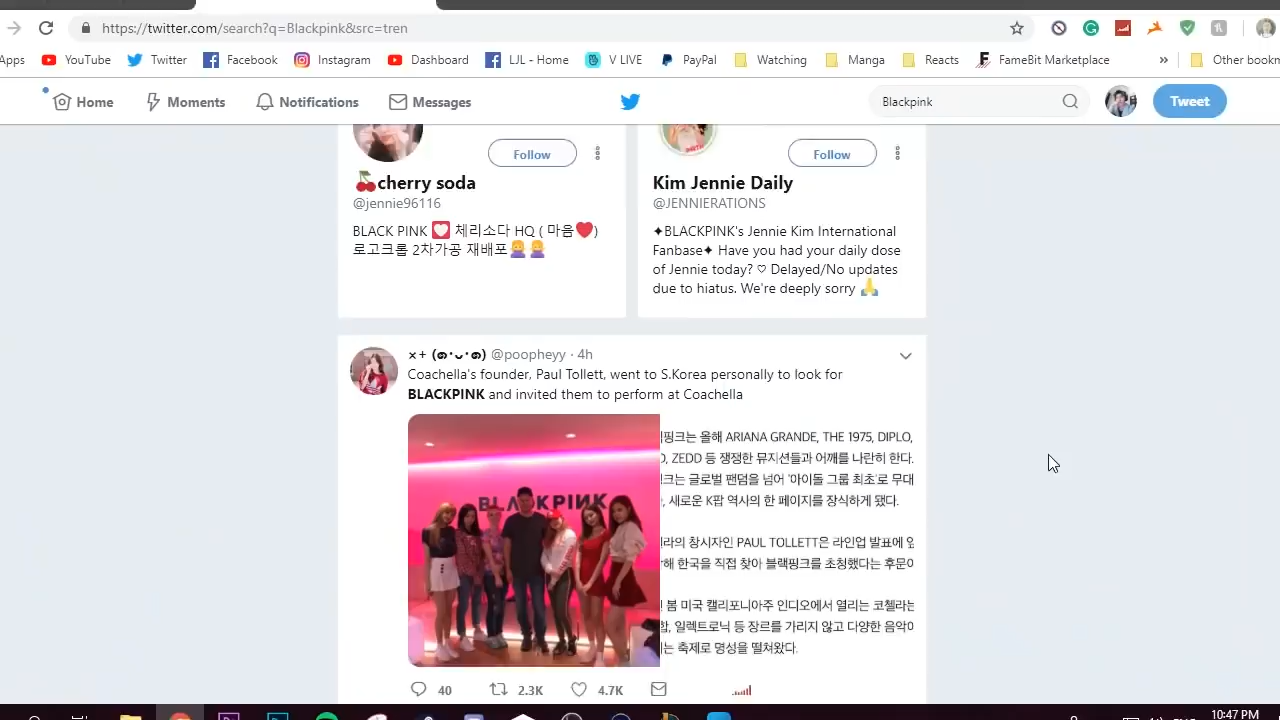 https://twitter.com/search?q=Blackpink&src=tren
Apps YouTube Twitter Facebook Instagram Dashboard LJL - Home V LIVE PayPal Watching Manga Reacts FameBit Marketplace » Other bookm
Home Moments Notifications Messages Blackpink Tweet
Follow
🍒cherry soda
@jennie96116
BLACK PINK 💟 체리소다 HQ ( 마음❤️)
로고크롭 2차가공 재배포🙇‍♀️🙇‍♀️
Follow
Kim Jennie Daily
@JENNIERATIONS
✦BLACKPINK's Jennie Kim International
Fanbase✦ Have you had your daily dose
of Jennie today? ♡ Delayed/No updates
due to hiatus. We're deeply sorry 🙏
@poopheyy · 4h
Coachella's founder, Paul Tollett, went to S.Korea personally to look for
BLACKPINK and invited them to perform at Coachella
BLACKPINK
핑크는 올해 ARIANA GRANDE, THE 1975, DIPLO,
ZEDD 등 쟁쟁한 뮤지션들과 어깨를 나란히 한다.
크는 글로벌 팬덤을 넘어 '아이돌 그룹 최초'로 무대
새로운 K팝 역사의 한 페이지를 장식하게 됐다.
라의 창시자인 PAUL TOLLETT은 라인업 발표에 앞
해 한국을 직접 찾아 블랙핑크를 초청했다는 후문이
봄 미국 캘리포니아주 인디오에서 열리는 코첼라는
일렉트로닉 등 장르를 가리지 않고 다양한 음악이
는 축제로 명성을 떨쳐왔다.
40 2.3K 4.7K
10:47 PM